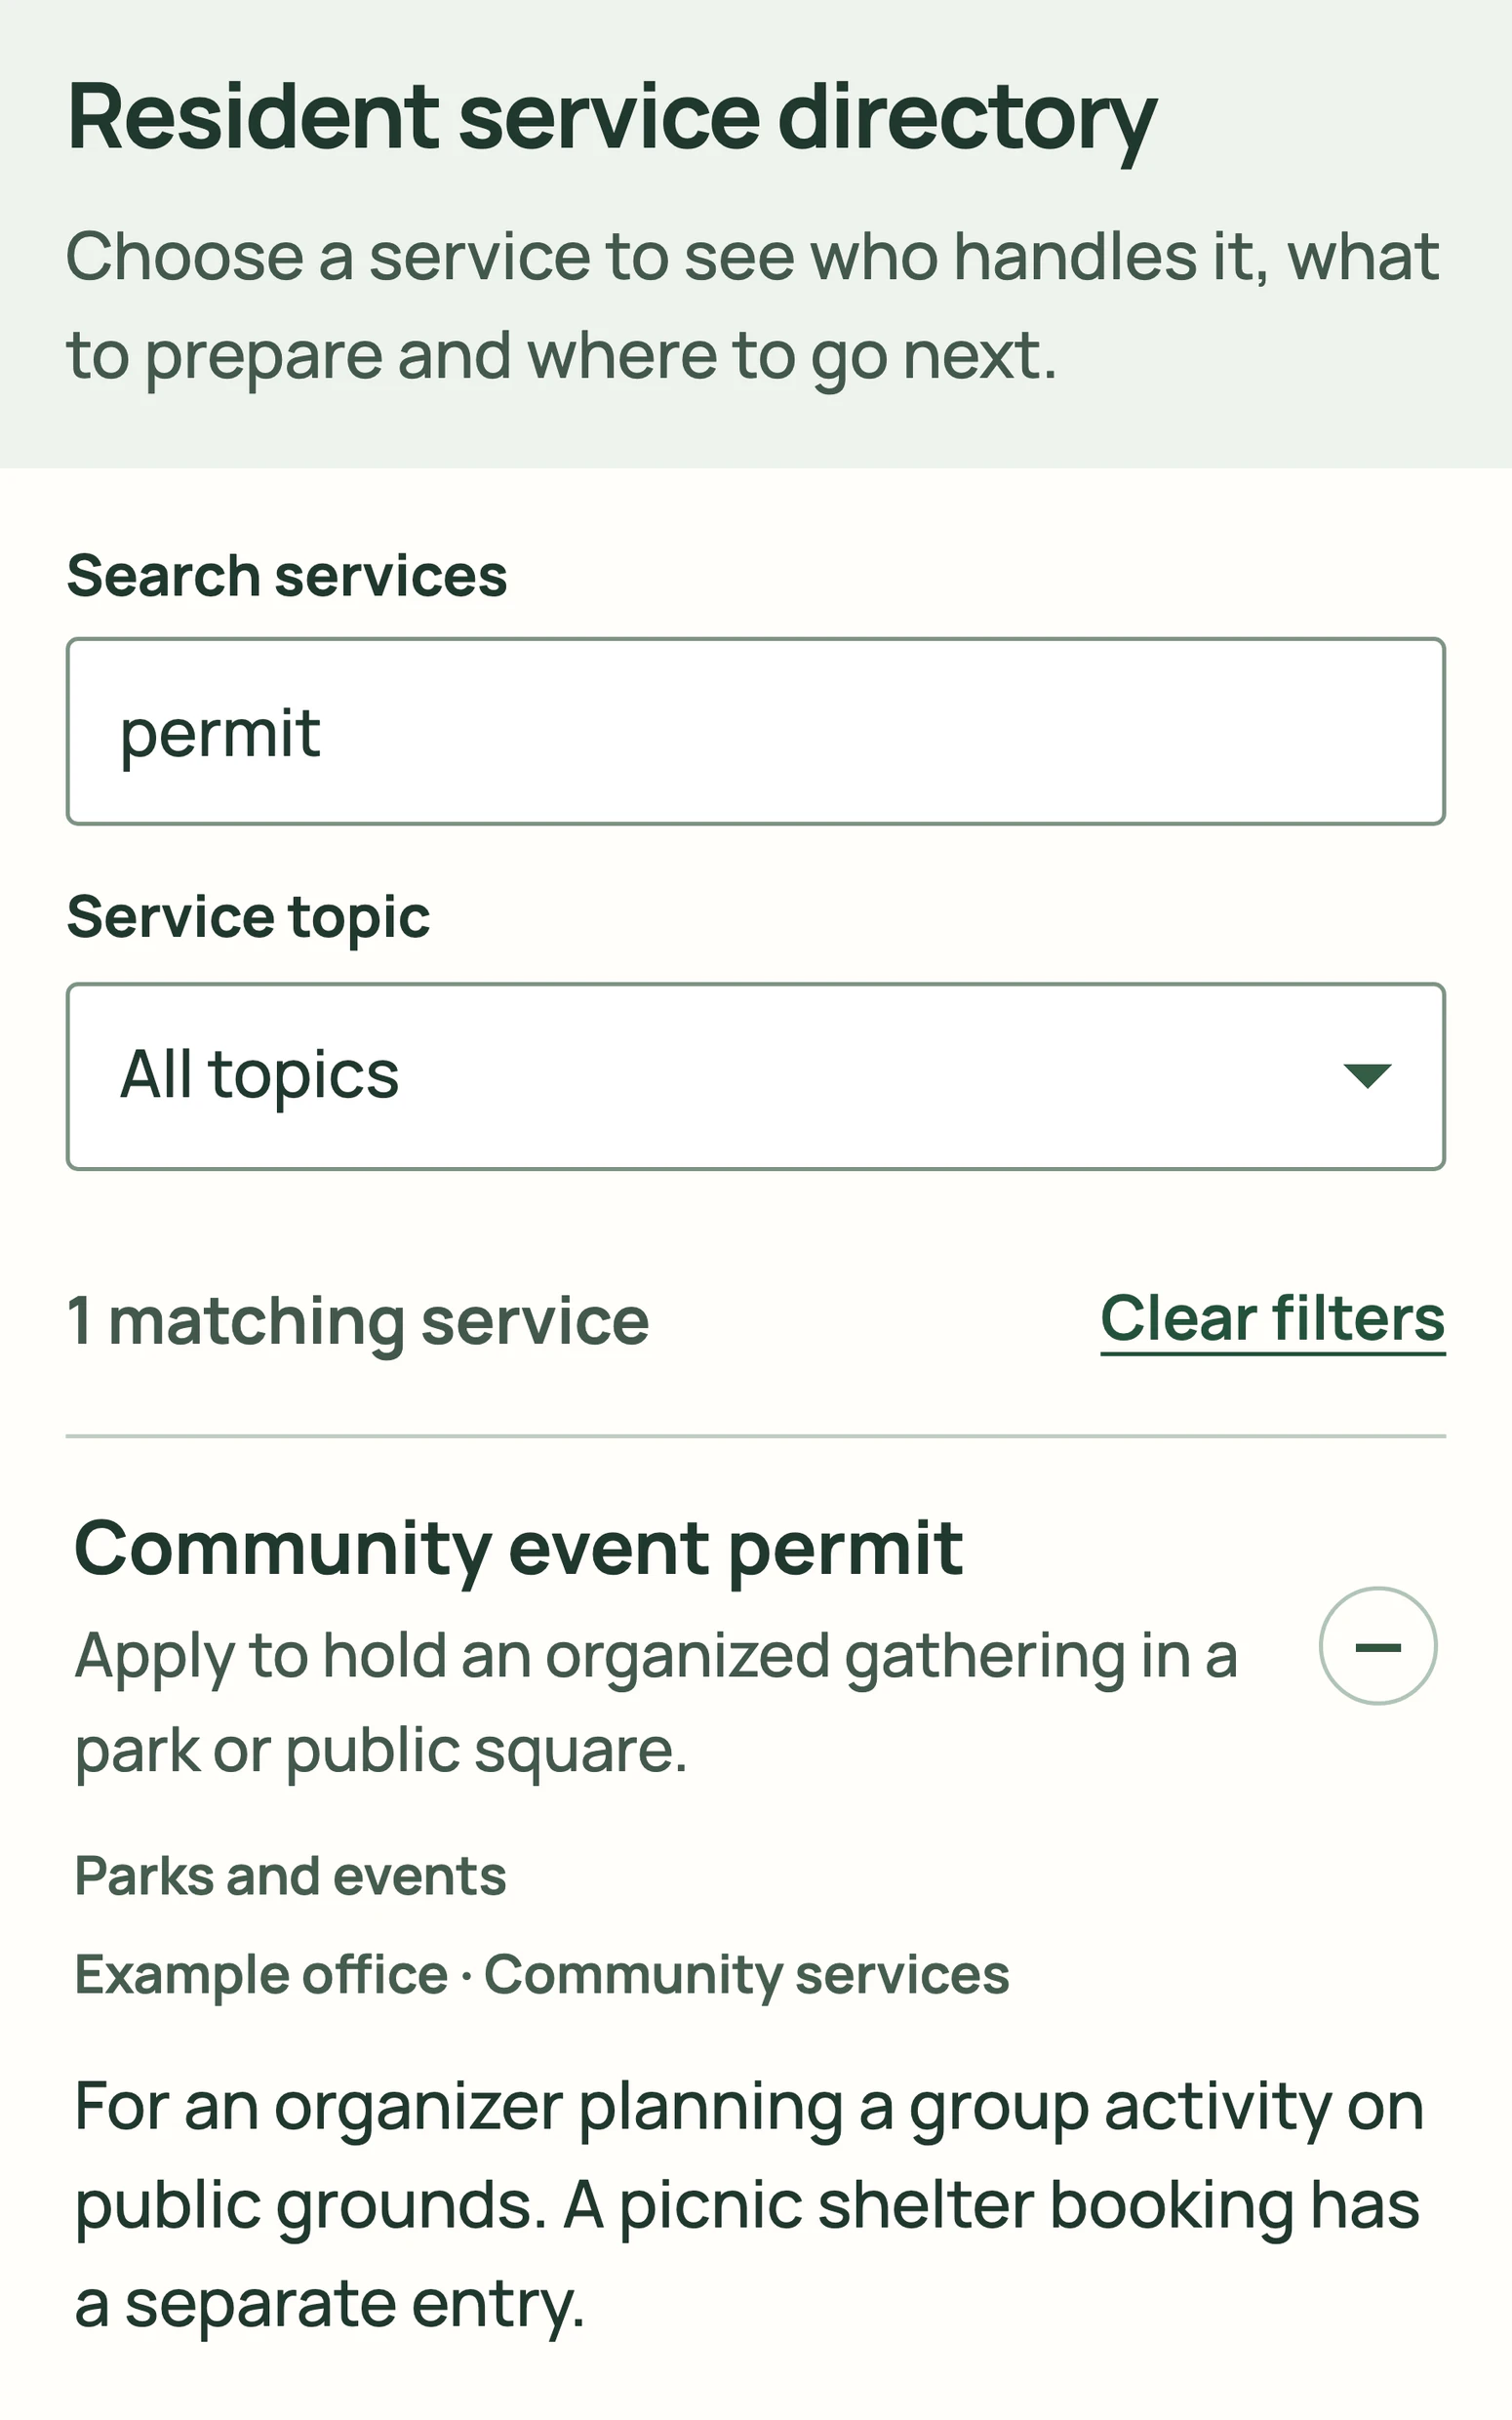 Resident service directory
Choose a service to see who handles it, what
to prepare and where to go next.
Search services
permit
Service topic
All topics
1 matching service
Clear filters
Community event permit
Apply to hold an organized gathering in a
park or public square.
Parks and events
Example office · Community services
For an organizer planning a group activity on
public grounds. A picnic shelter booking has
a separate entry.